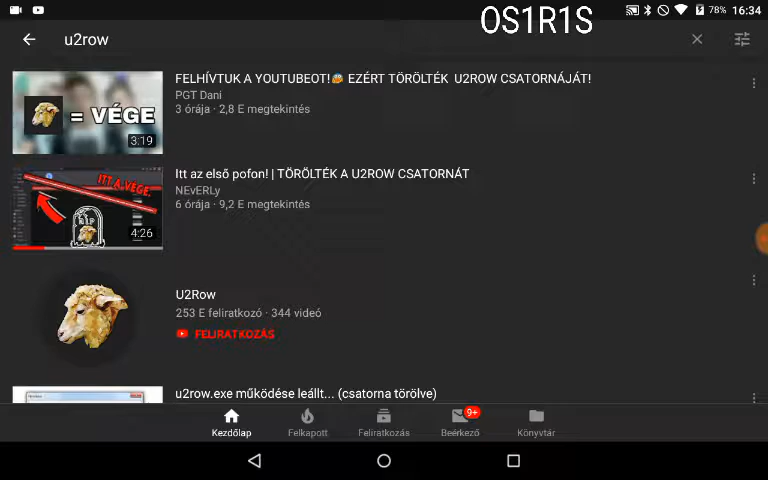 OS1R1S
78% 16:34
u2row
FELHÍVTUK A YOUTUBEOT!😰 EZÉRT TÖRÖLTÉK U2ROW CSATORNÁJÁT!
PGT Dani
3 órája · 2,8 E megtekintés
= VÉGE
3:19
Itt az első pofon! | TÖRÖLTÉK A U2ROW CSATORNÁT
NEvERLy
6 órája · 9,2 E megtekintés
ITT A VÉGE.
RIP
4:26
U2Row
253 E feliratkozó · 344 videó
FELIRATKOZÁS
u2row.exe működése leállt... (csatorna törölve)
9+
Kezdőlap
Felkapott
Feliratkozás
Beérkező
Könyvtár